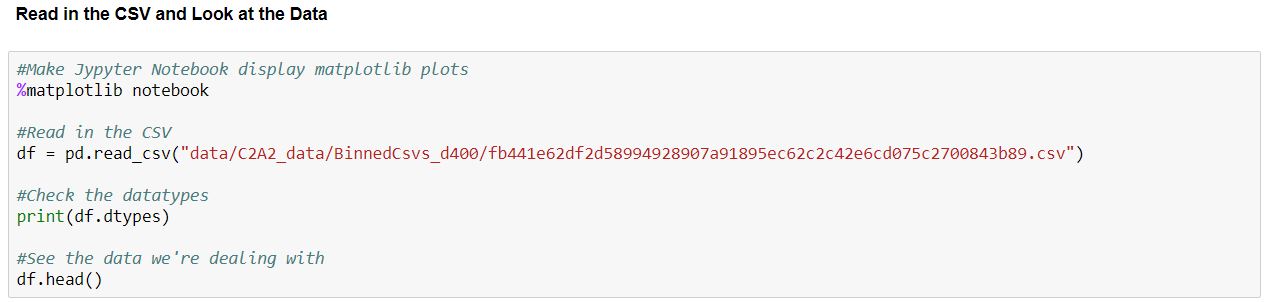 Read in the CSV and Look at the Data
#Make Jypyter Notebook display matplotlib plots
%matplotlib notebook
#Read in the CSV
df = pd.read_csv("data/C2A2_data/BinnedCsvs_d400/fb441e62df2d58994928907a91895ec62c2c42e6cd075c2700843b89.csv")
#Check the datatypes
print(df.dtypes)
#See the data we're dealing with
df.head()